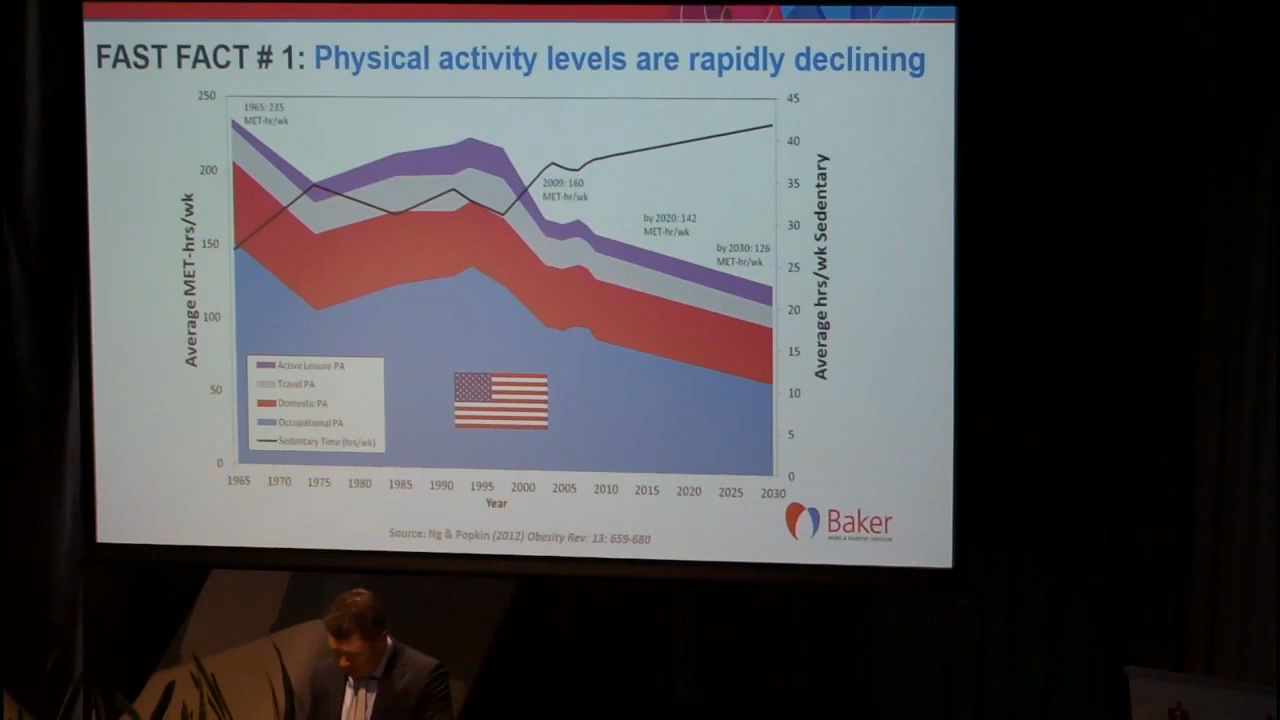 FAST FACT # 1: Physical activity levels are rapidly declining
250
200
150
100
50
0
Average MET-hrs/wk
1965: 235
MET-hr/wk
2009: 160
MET-hr/wk
by 2020: 142
MET-hr/wk
by 2030: 126
MET-hr/wk
45
40
35
30
25
20
15
10
5
0
Average hrs/wk Sedentary
Active Leisure PA
Travel PA
Domestic PA
Occupational PA
Sedentary Time (hrs/wk)
1965 1970 1975 1980 1985 1990 1995 2000 2005 2010 2015 2020 2025 2030
Year
Source: Ng & Popkin (2012) Obesity Rev: 13: 659-680
Baker